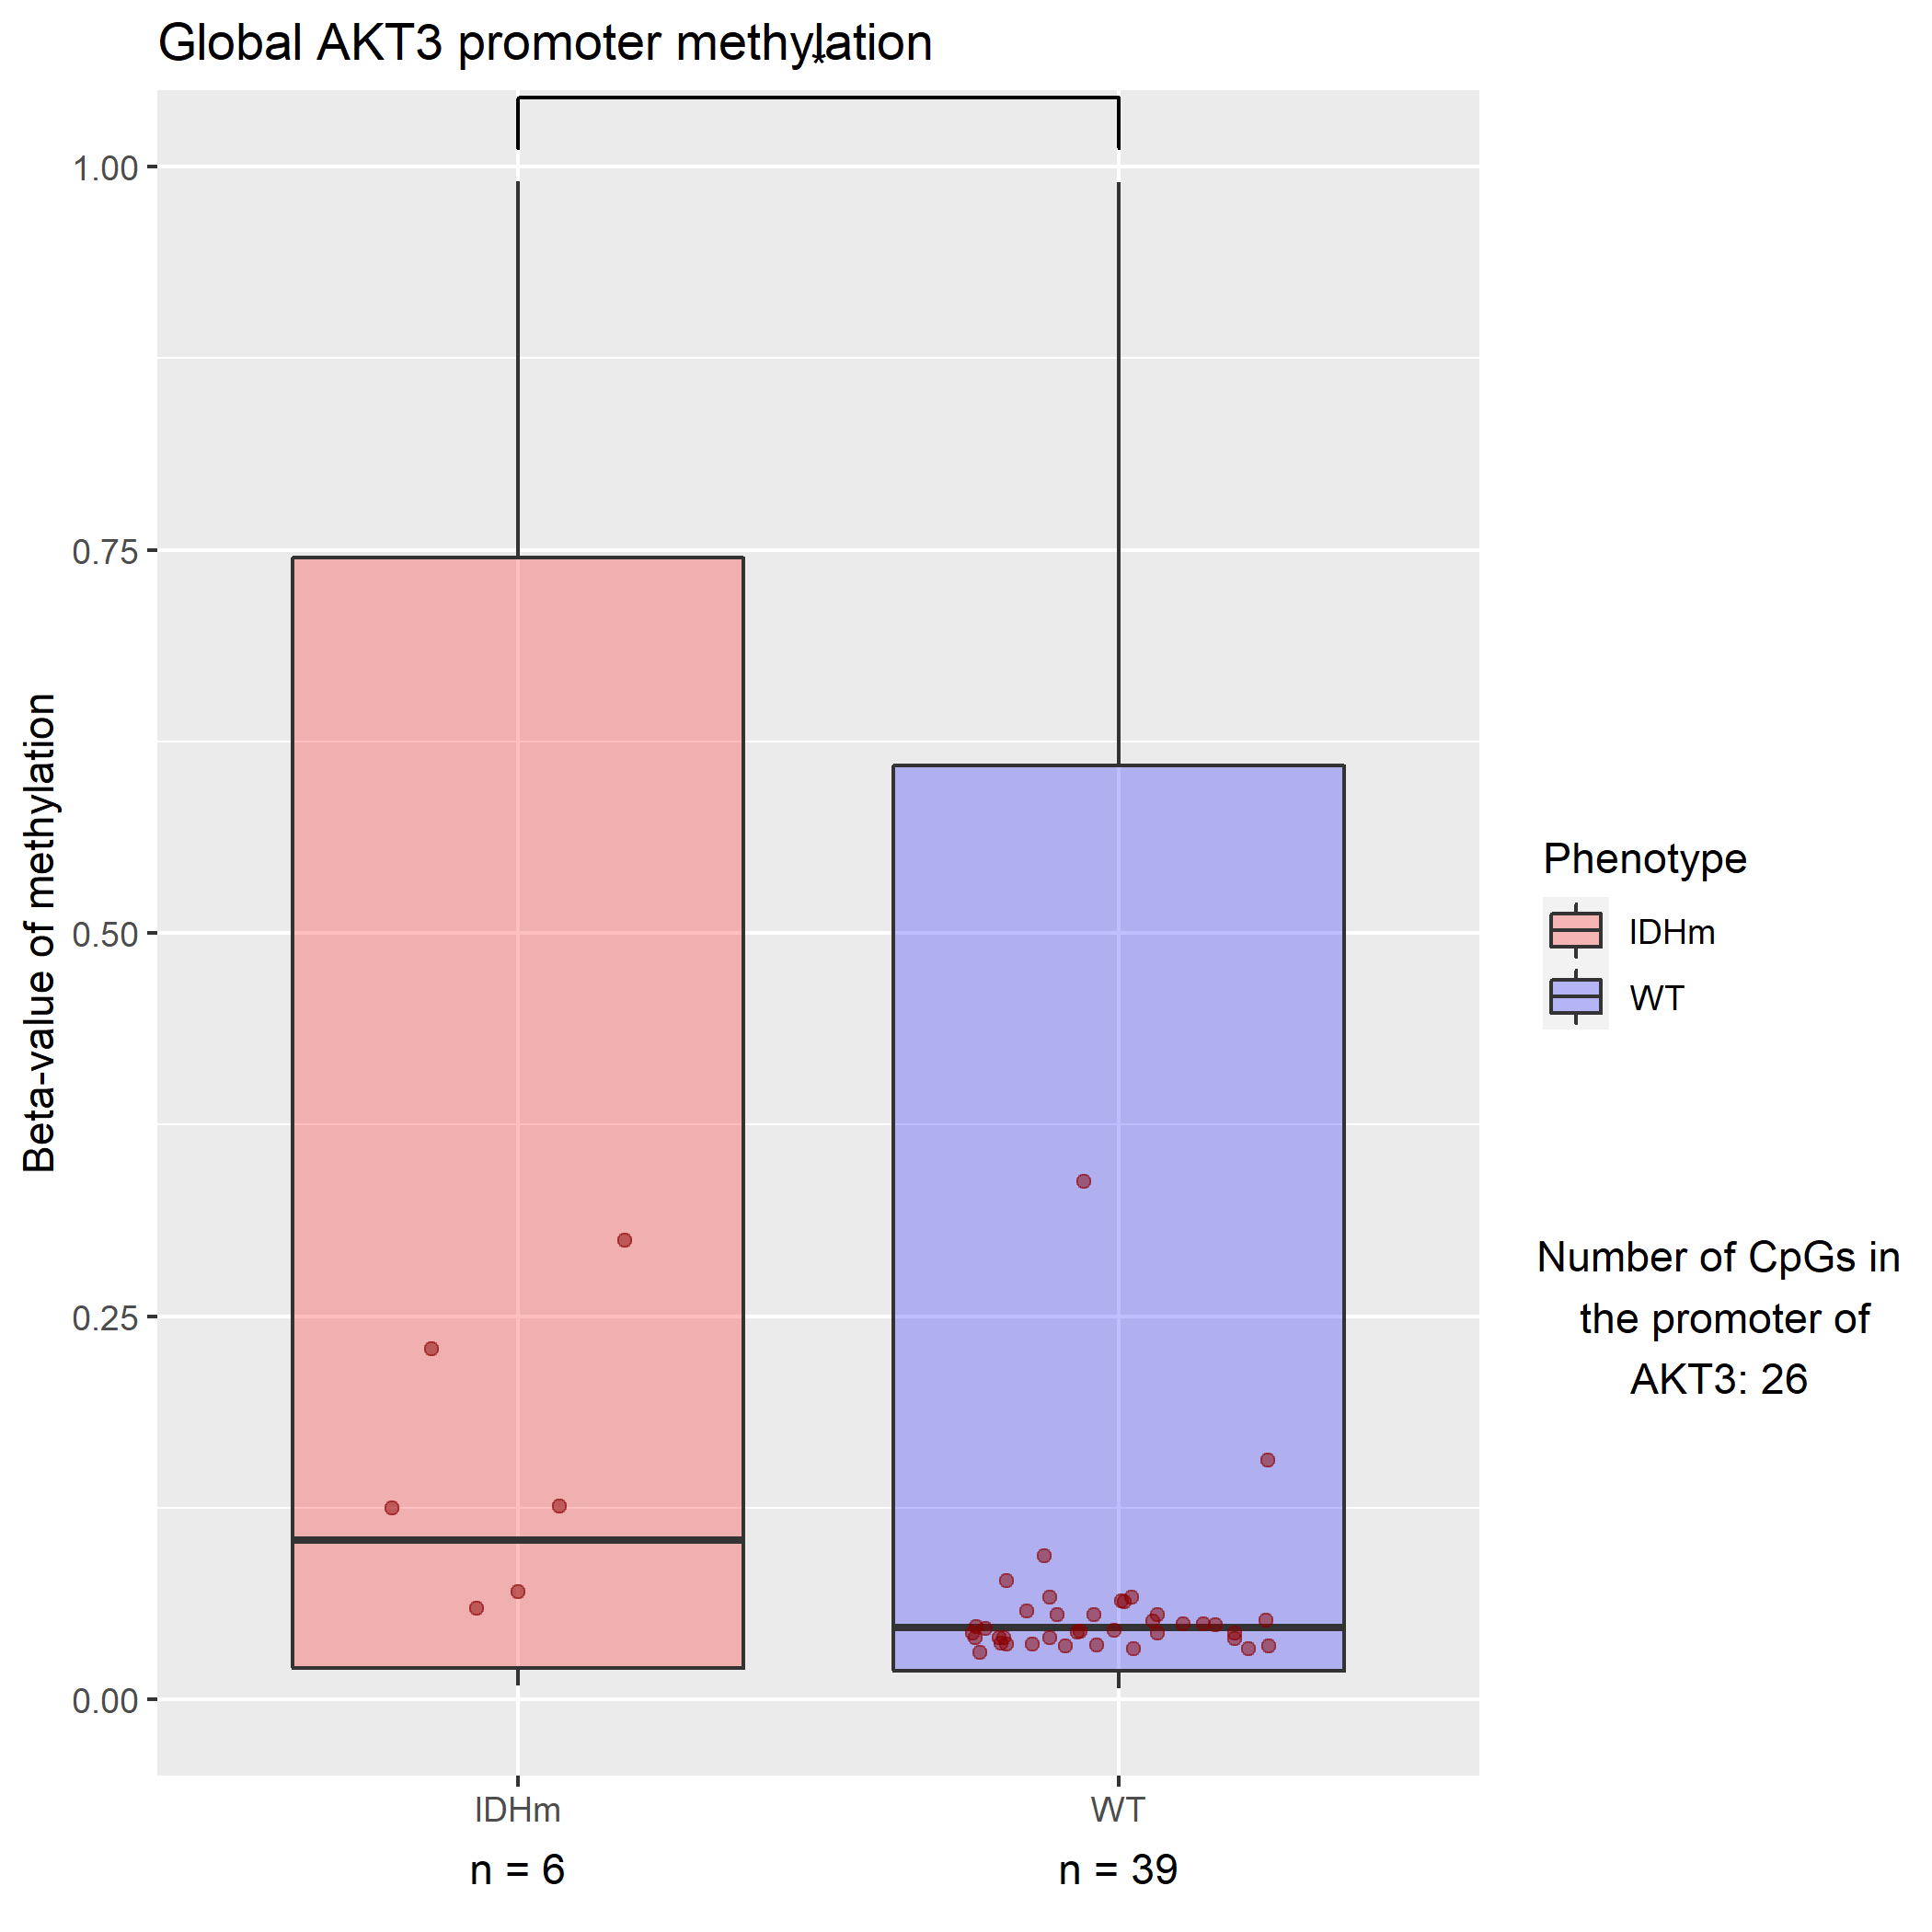 Global AKT3 promoter methylation
*
1.00
0.75
0.50
0.25
0.00
Beta-value of methylation
IDHm
WT
n = 6
n = 39
Phenotype
IDHm
WT
Number of CpGs in
the promoter of
AKT3: 26